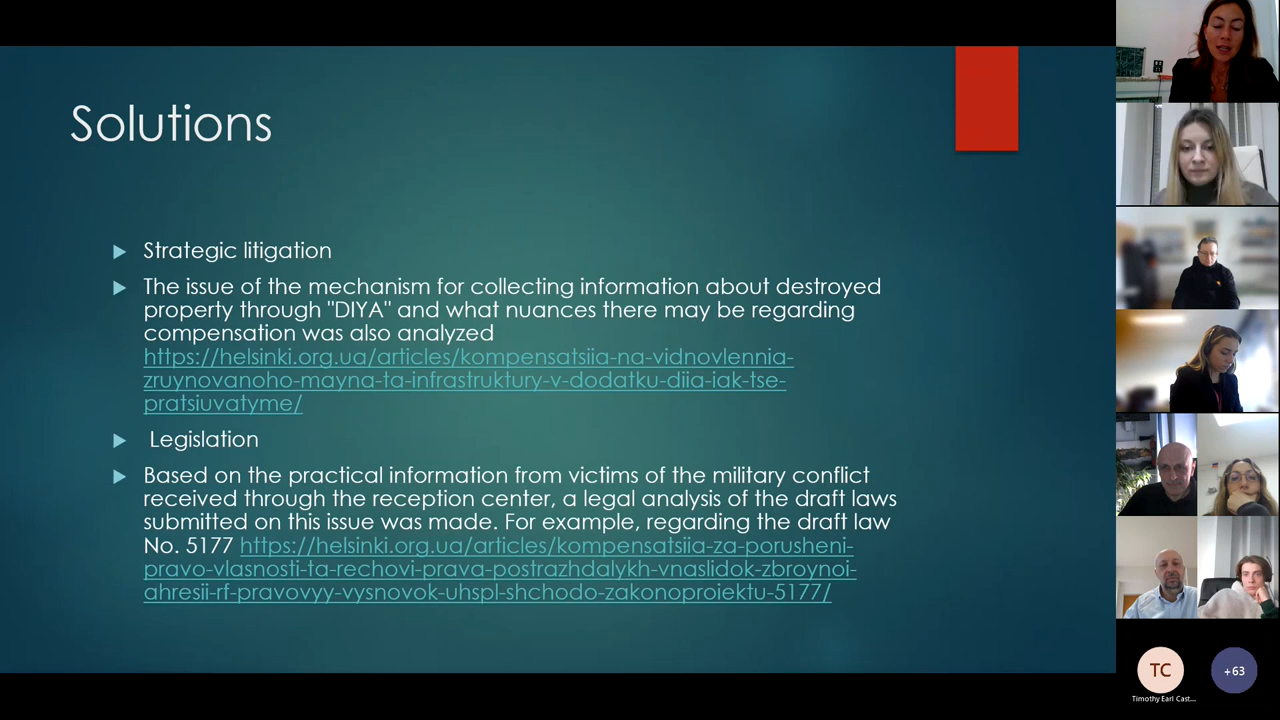 Solutions
Strategic litigation
The issue of the mechanism for collecting information about destroyed
property through "DIYA" and what nuances there may be regarding
compensation was also analyzed
https://helsinki.org.ua/articles/kompensatsiia-na-vidnovlennia-
zruynovanoho-mayna-ta-infrastruktury-v-dodatku-diia-iak-tse-
pratsiuvatyme/
Legislation
Based on the practical information from victims of the military conflict
received through the reception center, a legal analysis of the draft laws
submitted on this issue was made. For example, regarding the draft law
No. 5177 https://helsinki.org.ua/articles/kompensatsiia-za-porusheni-
pravo-vlasnosti-ta-rechovi-prava-postrazhdalykh-vnaslidok-zbroynoi-
ahresii-rf-pravovyy-vysnovok-uhspl-shchodo-zakonoproiektu-5177/
TC
+63
Timothy Earl Cast...